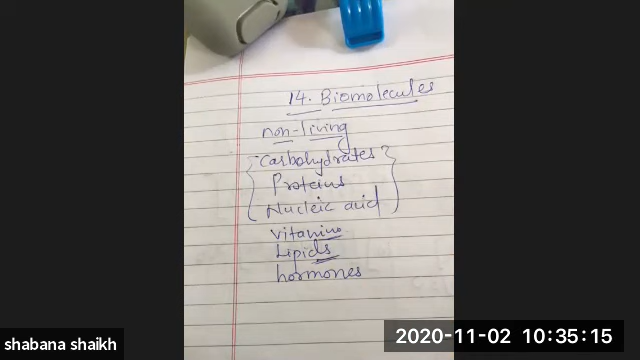 14. Biomolecules
non-living
Carbohydrates
Proteins
Nucleic acid
vitamins
Lipids
hormones
shabana shaikh
2020-11-02 10:35:15